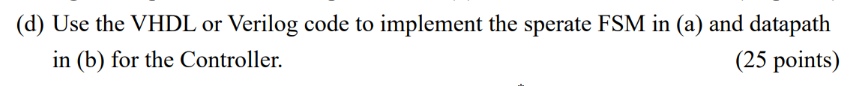 (d) Use the VHDL or Verilog code to implement the sperate FSM in (a) and datapath
in (b) for the Controller. (25 points)